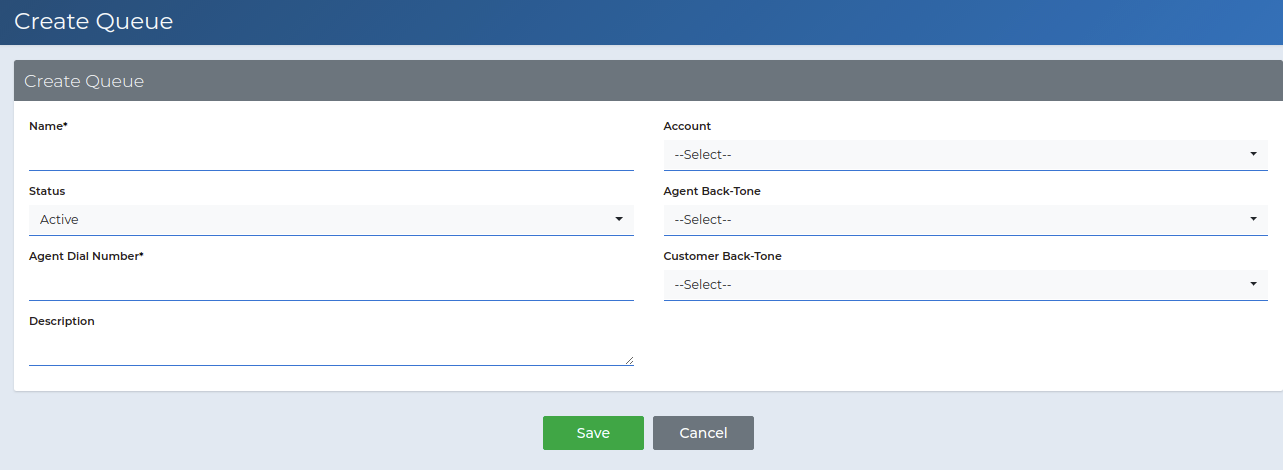 Create Queue
Create Queue
Name*
Account
--Select--
Status
Active
Agent Back-Tone
--Select--
Agent Dial Number*
Customer Back-Tone
--Select--
Description
Save
Cancel